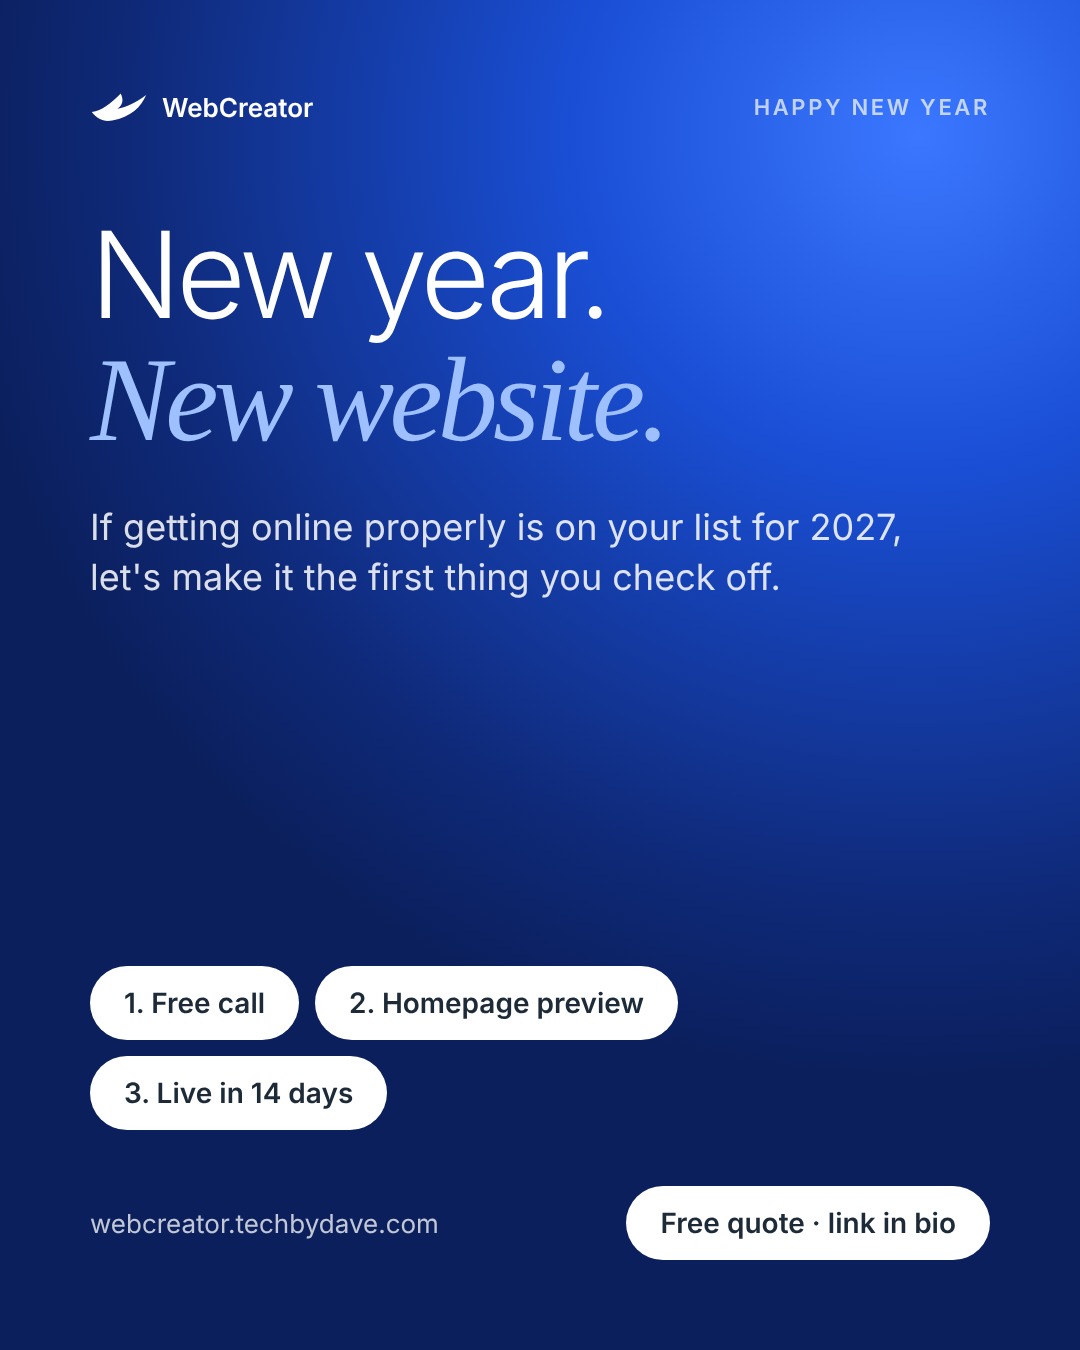 WebCreator
HAPPY NEW YEAR
New year.
New website.
If getting online properly is on your list for 2027,
let's make it the first thing you check off.
1. Free call
2. Homepage preview
3. Live in 14 days
webcreator.techbydave.com
Free quote · link in bio